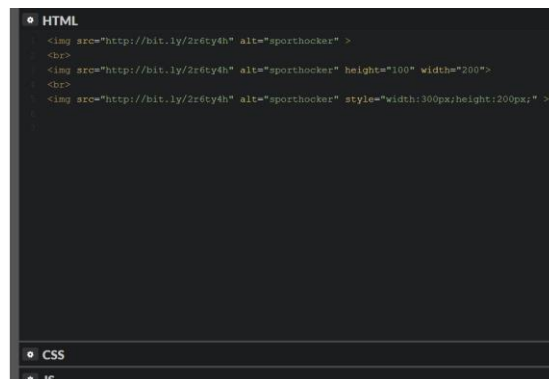 HTML
<img src="http://bit.ly/2r6ty4h" alt="sporthocker" >
<br>
<img src="http://bit.ly/2r6ty4h" alt="sporthocker" height="100" width="200">
<br>
<img src="http://bit.ly/2r6ty4h" alt="sporthocker" style="width:300px;height:200px;" >
CSS
JS